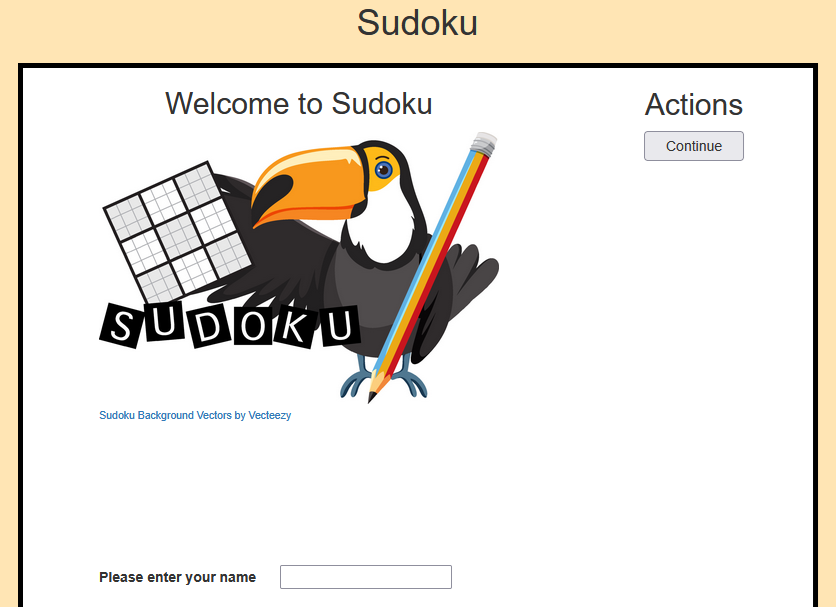 Sudoku
Welcome to Sudoku
Actions
Continue
SUDOKU
Sudoku Background Vectors by Vecteezy
Please enter your name